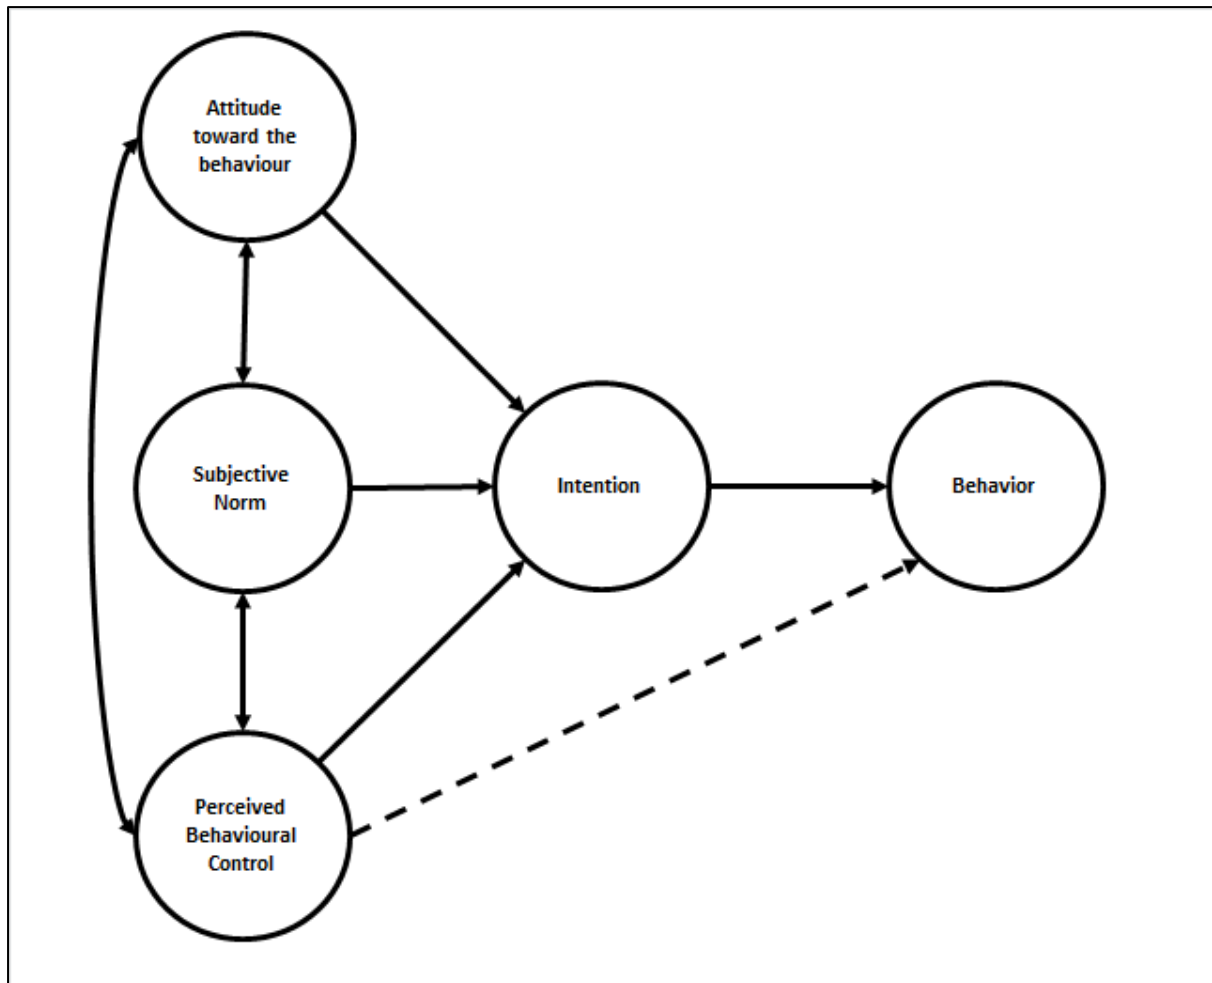 Attitude
toward the
behaviour
Subjective
Norm
Intention
Behavior
Perceived
Behavioural
Control